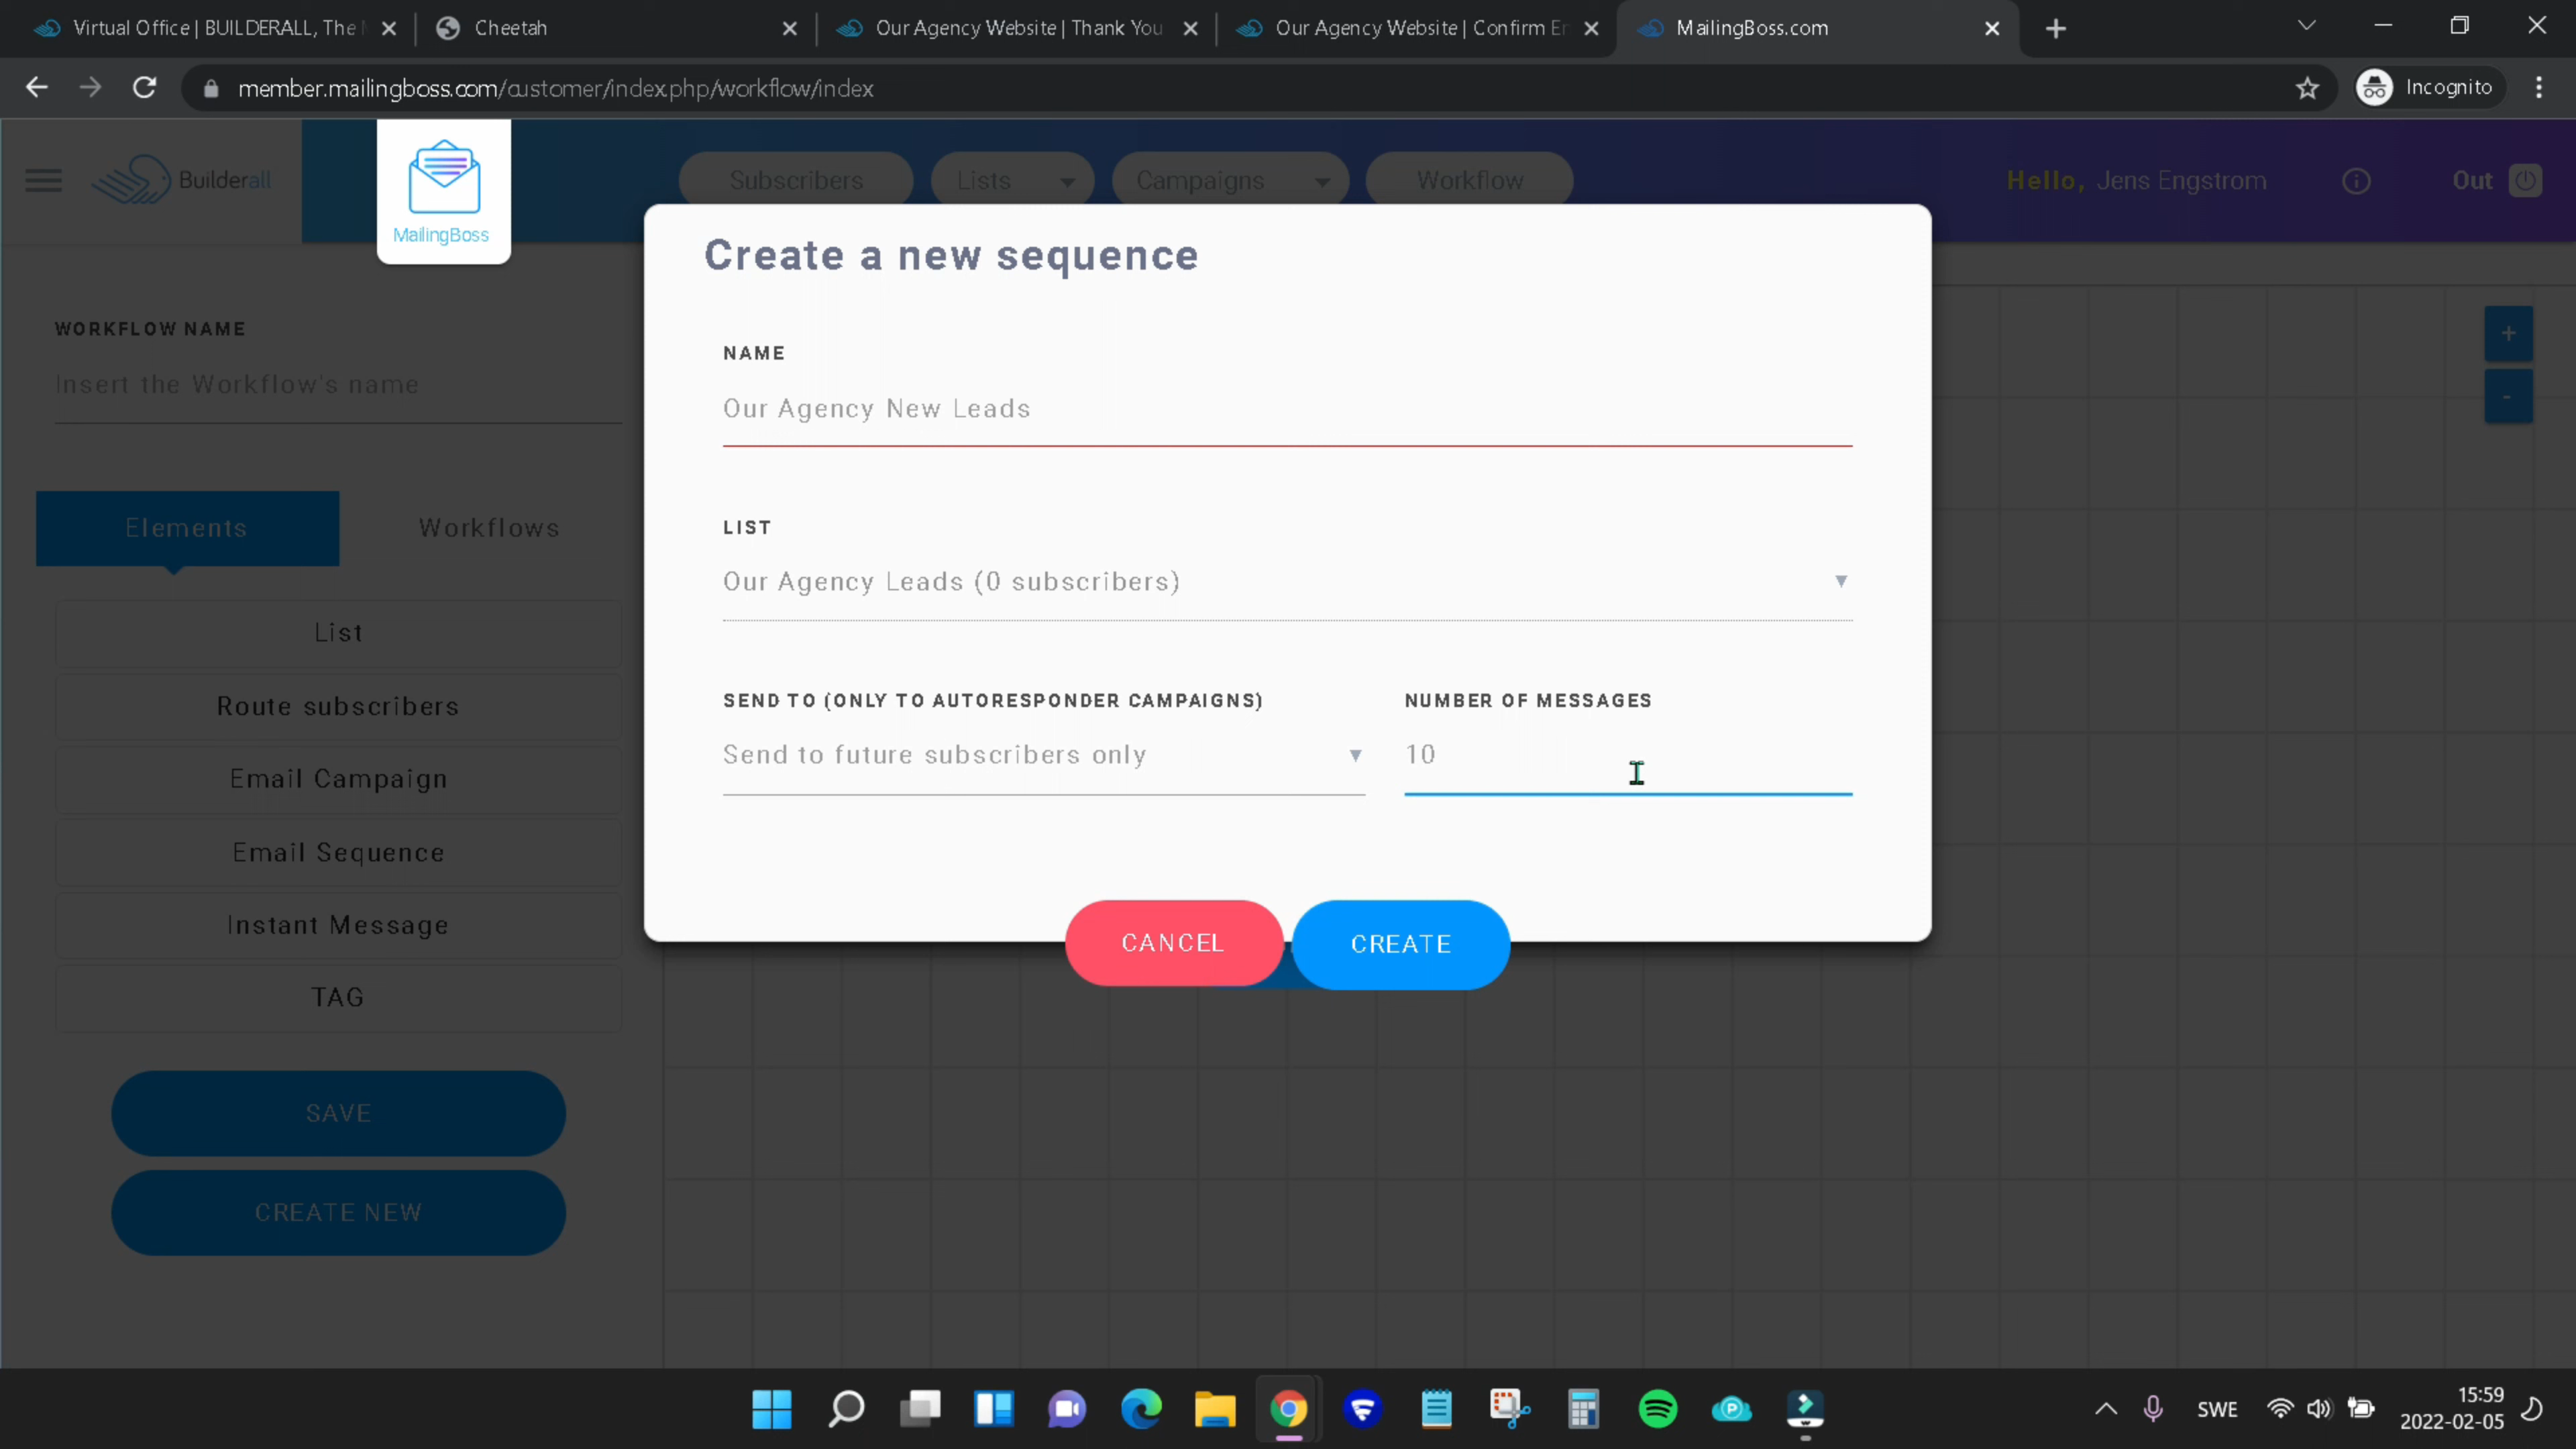 Virtual Office | BUILDERALL, The
Cheetah
Our Agency Website | Thank You
Our Agency Website | Confirm Er
MailingBoss.com
member.mailingboss.com/customer/index.php/workflow/index
Incognito
Builderall
MailingBoss
Subscribers
Lists
Campaigns
Workflow
Hello, Jens Engstrom
Out
WORKFLOW NAME
Insert the Workflow's name
Elements
Workflows
List
Route subscribers
Email Campaign
Email Sequence
Instant Message
TAG
SAVE
CREATE NEW
Create a new sequence
NAME
Our Agency New Leads
LIST
Our Agency Leads (0 subscribers)
SEND TO (ONLY TO AUTORESPONDER CAMPAIGNS)
Send to future subscribers only
NUMBER OF MESSAGES
10
CANCEL
CREATE
+
-
SWE
15:59
2022-02-05